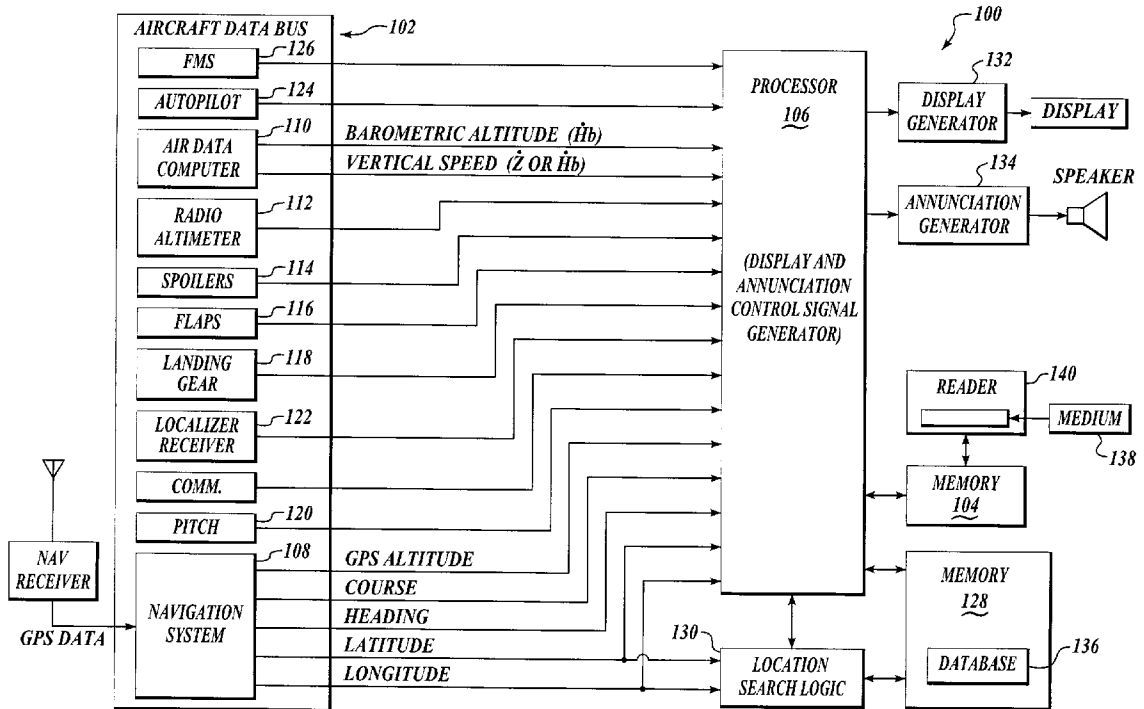 AIRCRAFT DATA BUS
102
FMS
126
AUTOPILOT
124
AIR DATA
COMPUTER
110
BAROMETRIC ALTITUDE (Ḣb)
VERTICAL SPEED (Ż OR Ḣb)
RADIO
ALTIMETER
112
SPOILERS
114
FLAPS
116
LANDING
GEAR
118
LOCALIZER
RECEIVER
122
COMM.
PITCH
120
NAV
RECEIVER
GPS DATA
NAVIGATION
SYSTEM
108
GPS ALTITUDE
COURSE
HEADING
LATITUDE
LONGITUDE
PROCESSOR
106
(DISPLAY AND
ANNUNCIATION
CONTROL SIGNAL
GENERATOR)
130
LOCATION
SEARCH LOGIC
100
132
DISPLAY
GENERATOR
DISPLAY
134
ANNUNCIATION
GENERATOR
SPEAKER
READER
140
MEDIUM
138
MEMORY
104
MEMORY
128
DATABASE
136